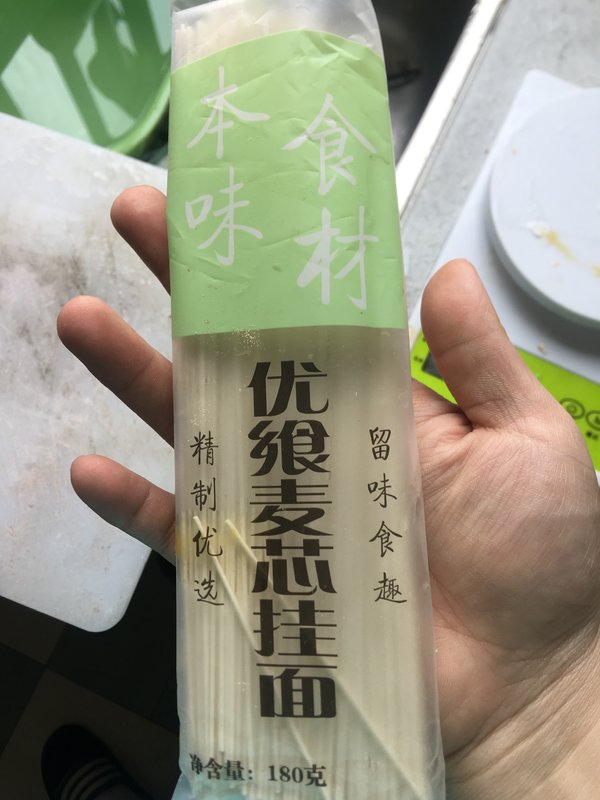 食材
本味
优飨麦芯挂面
留味食趣
精制优选
净含量：180克